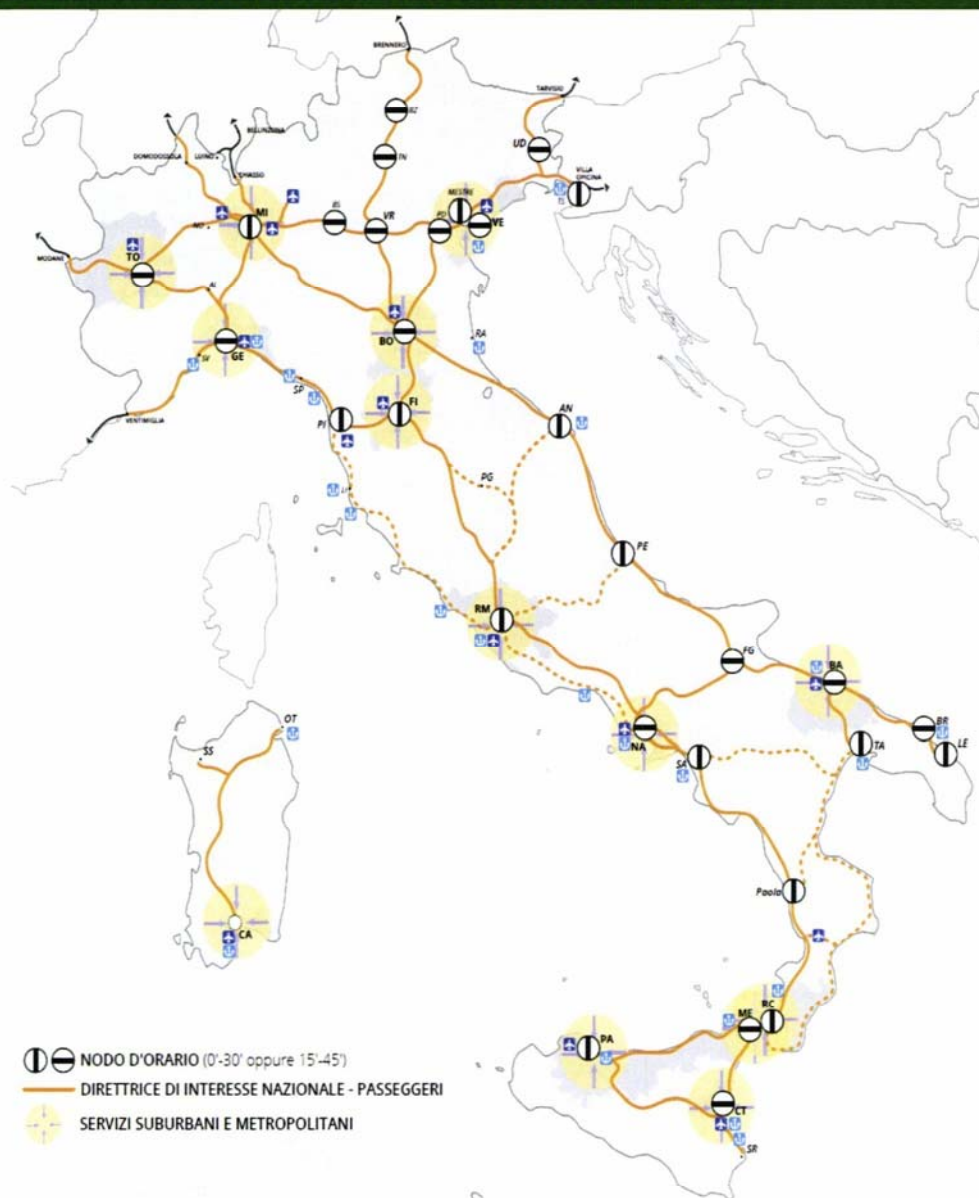 BRENNERO
TARVISIO
BZ
BELLINZONA
UD
DOMODOSSOLA
LUINO
TN
CHIASSO
VILLA
OPICINA
MESTRE
TS
MI
BS
VR
PD
VE
NO
MODANE
TO
AL
BO
RA
GE
SV
SP
FI
AN
PI
VENTIMIGLIA
PG
LI
PE
RM
FG
BA
OT
BR
NA
TA
LE
SS
SA
Paola
CA
RC
ME
PA
NODO D'ORARIO (0'-30' oppure 15'-45')
DIRETTRICE DI INTERESSE NAZIONALE - PASSEGGERI
CT
SERVIZI SUBURBANI E METROPOLITANI
SR